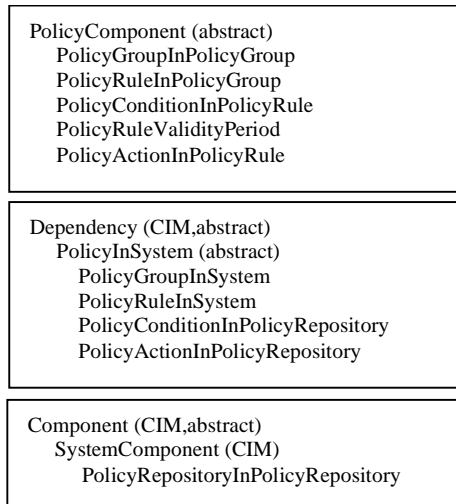 PolicyComponent (abstract)
PolicyGroupInPolicyGroup
PolicyRuleInPolicyGroup
PolicyConditionInPolicyRule
PolicyRuleValidityPeriod
PolicyActionInPolicyRule
Dependency (CIM,abstract)
PolicyInSystem (abstract)
PolicyGroupInSystem
PolicyRuleInSystem
PolicyConditionInPolicyRepository
PolicyActionInPolicyRepository
Component (CIM,abstract)
SystemComponent (CIM)
PolicyRepositoryInPolicyRepository